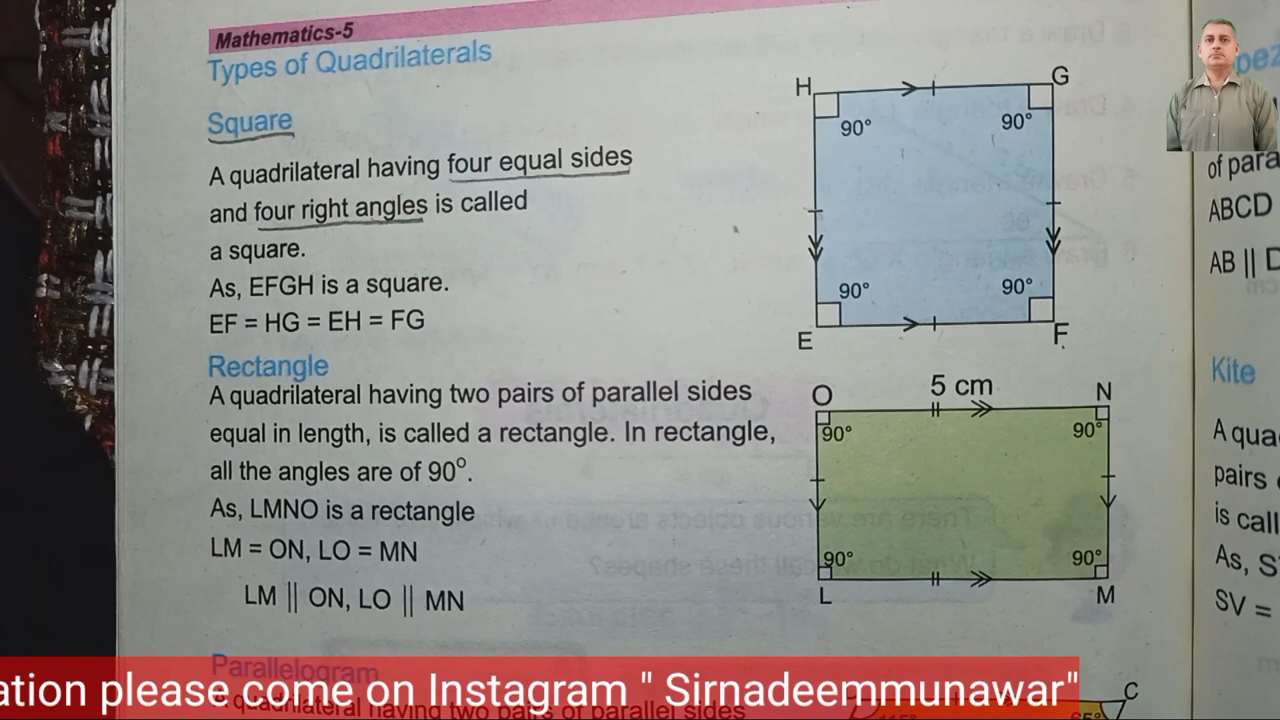 Mathematics-5
Types of Quadrilaterals
Square
A quadrilateral having four equal sides
and four right angles is called
a square.
As, EFGH is a square.
EF = HG = EH = FG
H
G
90°
90°
90°
90°
E
F
Rectangle
A quadrilateral having two pairs of parallel sides
equal in length, is called a rectangle. In rectangle,
all the angles are of 90°.
As, LMNO is a rectangle
LM = ON, LO = MN
LM || ON, LO || MN
O
5 cm
N
90°
90°
90°
90°
L
M
Parallelogram
quadrilateral having two pairs of parallel sides
C
of para
ABCD
AB ||
Kite
A qua
pairs
is call
As, S
SV =
ation please come on Instagram " Sirnadeemmunawar"